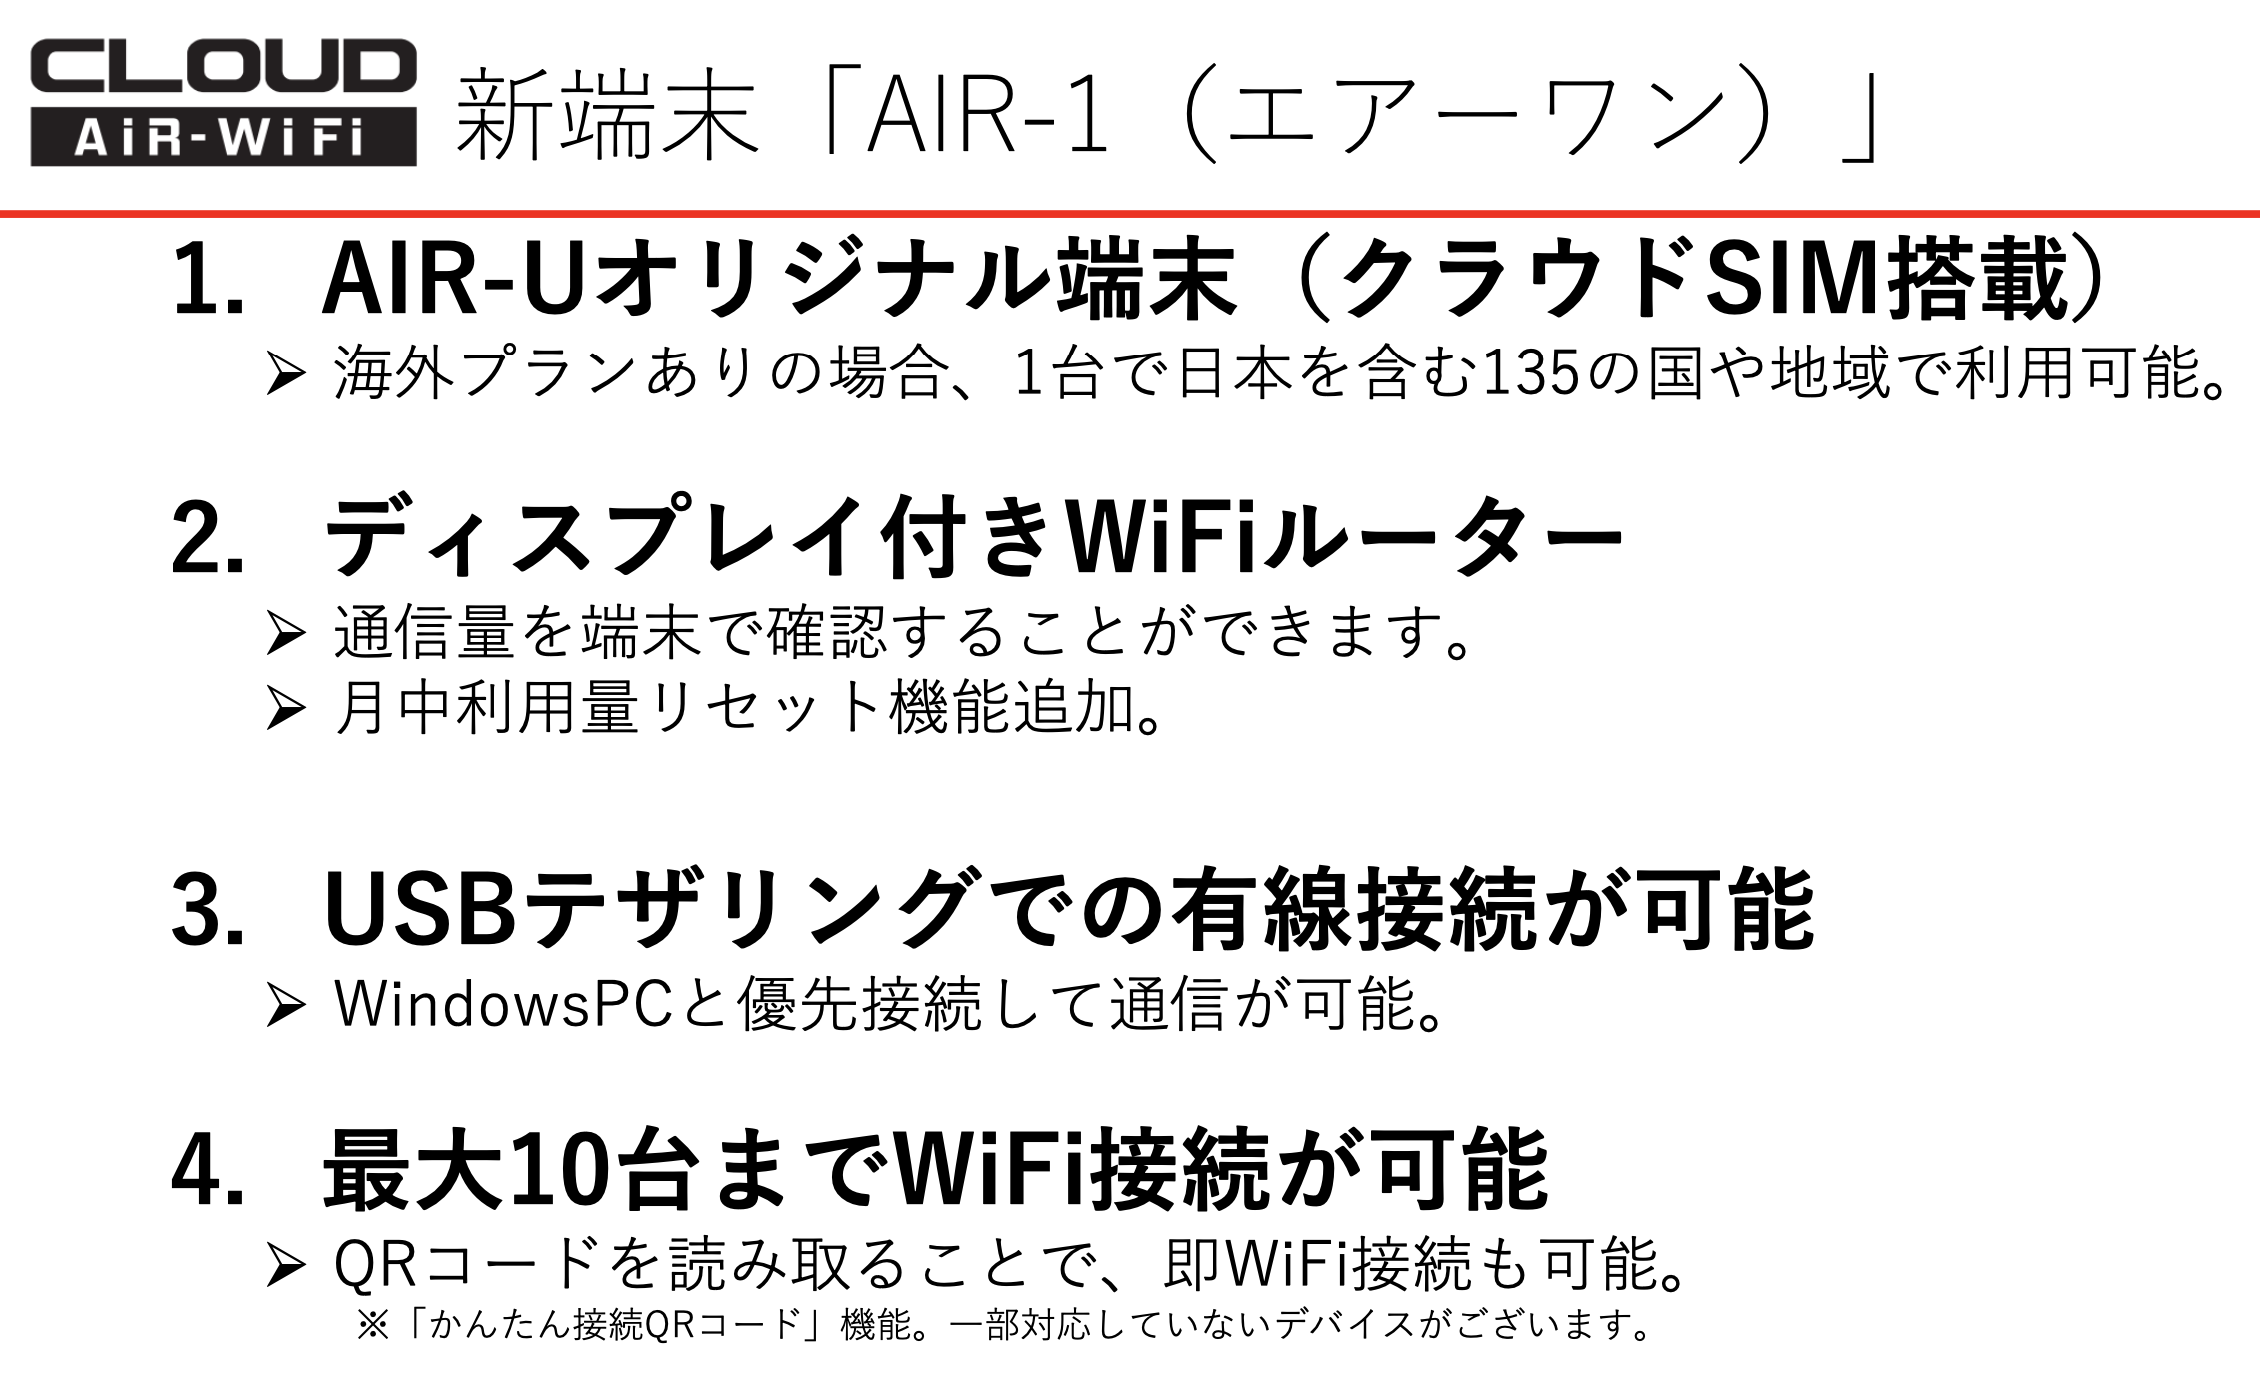 CLOUD
AiR-WiFi
新端末「AIR-1（エアーワン）」
1. AIR-Uオリジナル端末（クラウドSIM搭載）
➢ 海外プランありの場合、1台で日本を含む135の国や地域で利用可能。
2. ディスプレイ付きWiFiルーター
➢ 通信量を端末で確認することができます。
➢ 月中利用量リセット機能追加。
3. USBテザリングでの有線接続が可能
➢ WindowsPCと優先接続して通信が可能。
4. 最大10台までWiFi接続が可能
➢ QRコードを読み取ることで、即WiFi接続も可能。
※「かんたん接続QRコード」機能。一部対応していないデバイスがございます。